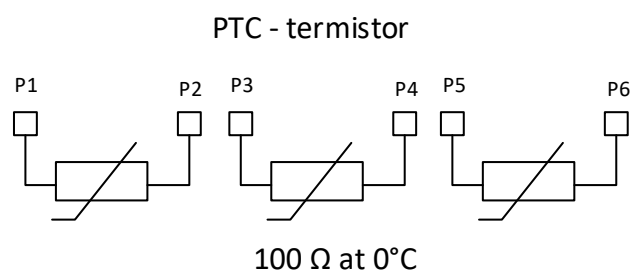 PTC - termistor
P1 P2 P3 P4 P5 P6
100 Ω at 0°C